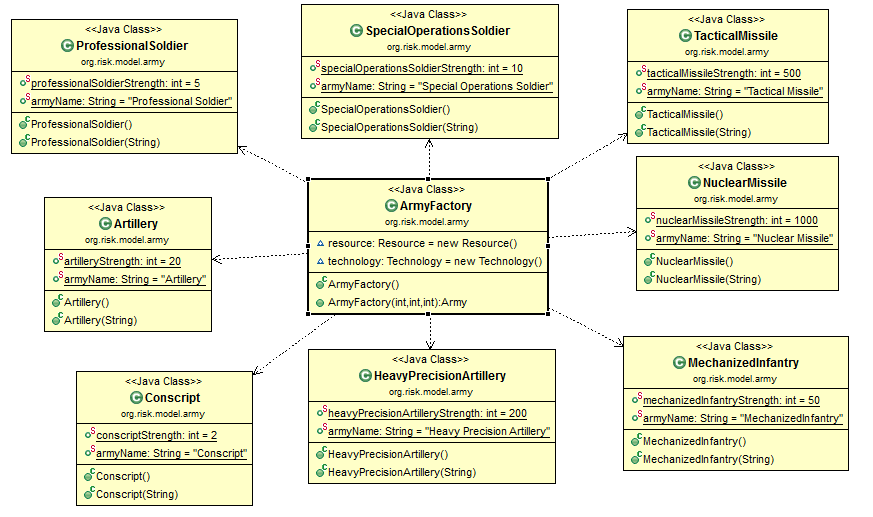 <<Java Class>>
ProfessionalSoldier
org.risk.model.army
professionalSoldierStrength: int = 5
armyName: String = "Professional Soldier"
ProfessionalSoldier()
ProfessionalSoldier(String)
<<Java Class>>
SpecialOperationsSoldier
org.risk.model.army
specialOperationsSoldierStrength: int = 10
armyName: String = "Special Operations Soldier"
SpecialOperationsSoldier()
SpecialOperationsSoldier(String)
<<Java Class>>
TacticalMissile
org.risk.model.army
tacticalMissileStrength: int = 500
armyName: String = "Tactical Missile"
TacticalMissile()
TacticalMissile(String)
<<Java Class>>
Artillery
org.risk.model.army
artilleryStrength: int = 20
armyName: String = "Artillery"
Artillery()
Artillery(String)
<<Java Class>>
ArmyFactory
org.risk.model.army
resource: Resource = new Resource()
technology: Technology = new Technology()
ArmyFactory()
ArmyFactory(int,int,int):Army
<<Java Class>>
NuclearMissile
org.risk.model.army
nuclearMissileStrength: int = 1000
armyName: String = "Nuclear Missile"
NuclearMissile()
NuclearMissile(String)
<<Java Class>>
Conscript
org.risk.model.army
conscriptStrength: int = 2
armyName: String = "Conscript"
Conscript()
Conscript(String)
<<Java Class>>
HeavyPrecisionArtillery
org.risk.model.army
heavyPrecisionArtilleryStrength: int = 200
armyName: String = "Heavy Precision Artillery"
HeavyPrecisionArtillery()
HeavyPrecisionArtillery(String)
<<Java Class>>
MechanizedInfantry
org.risk.model.army
mechanizedInfantryStrength: int = 50
armyName: String = "MechanizedInfantry"
MechanizedInfantry()
MechanizedInfantry(String)